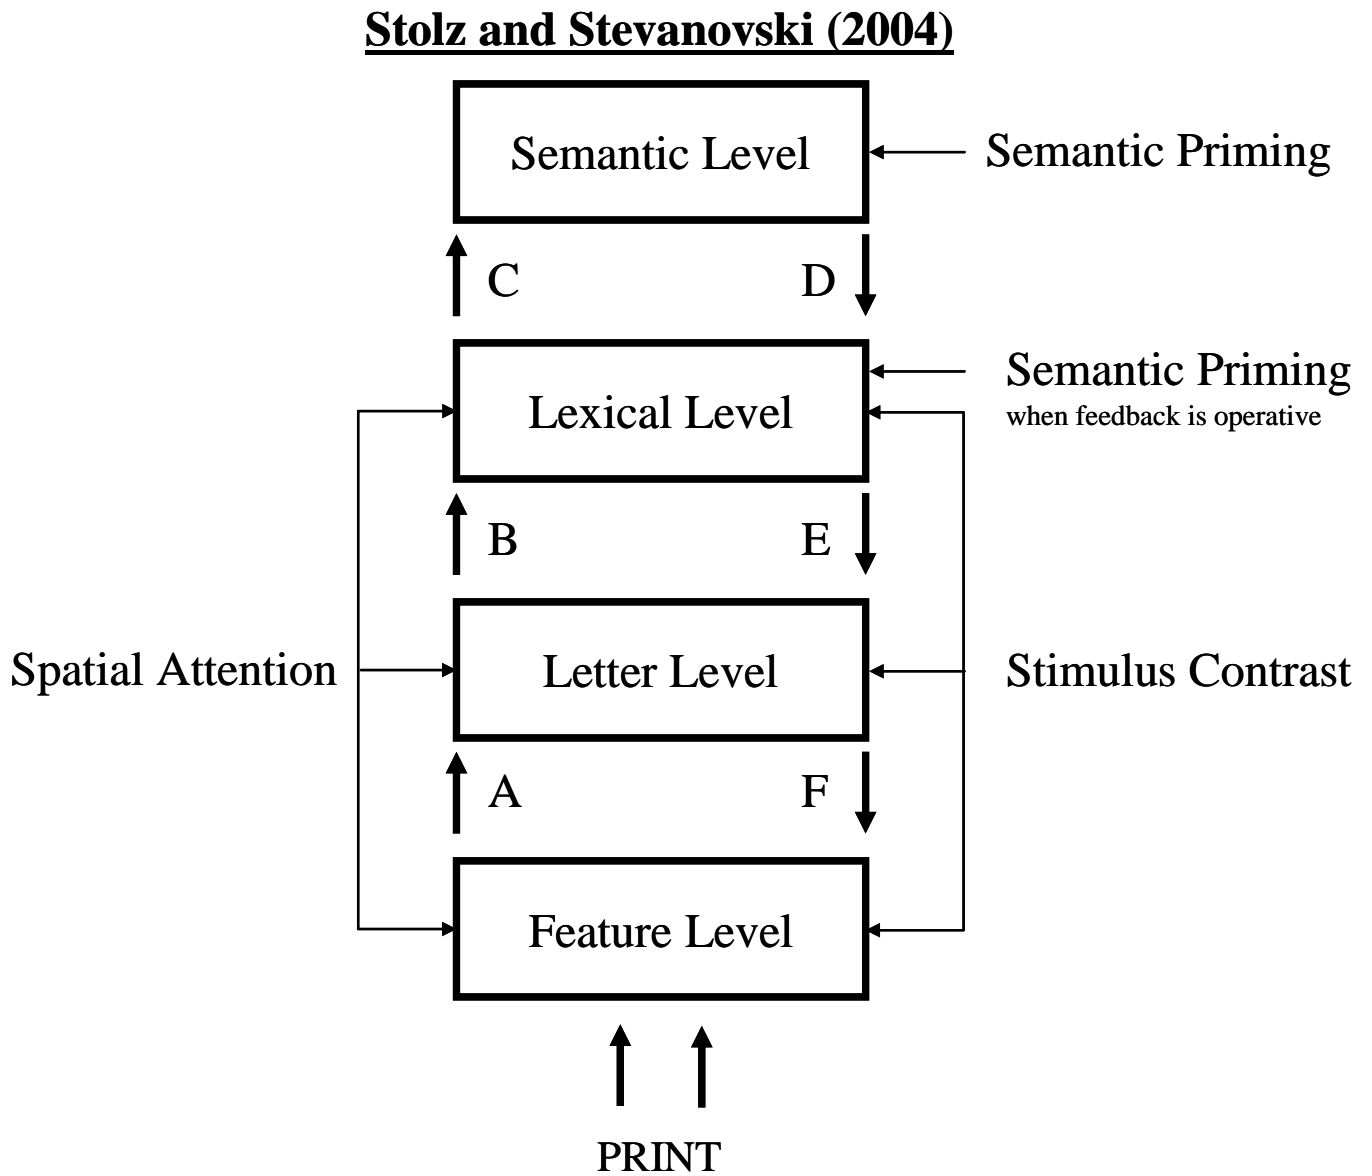 Stolz and Stevanovski (2004)
Semantic Level
Semantic Priming
C
D
Lexical Level
Semantic Priming
when feedback is operative
B
E
Spatial Attention
Letter Level
Stimulus Contrast
A
F
Feature Level
PRINT